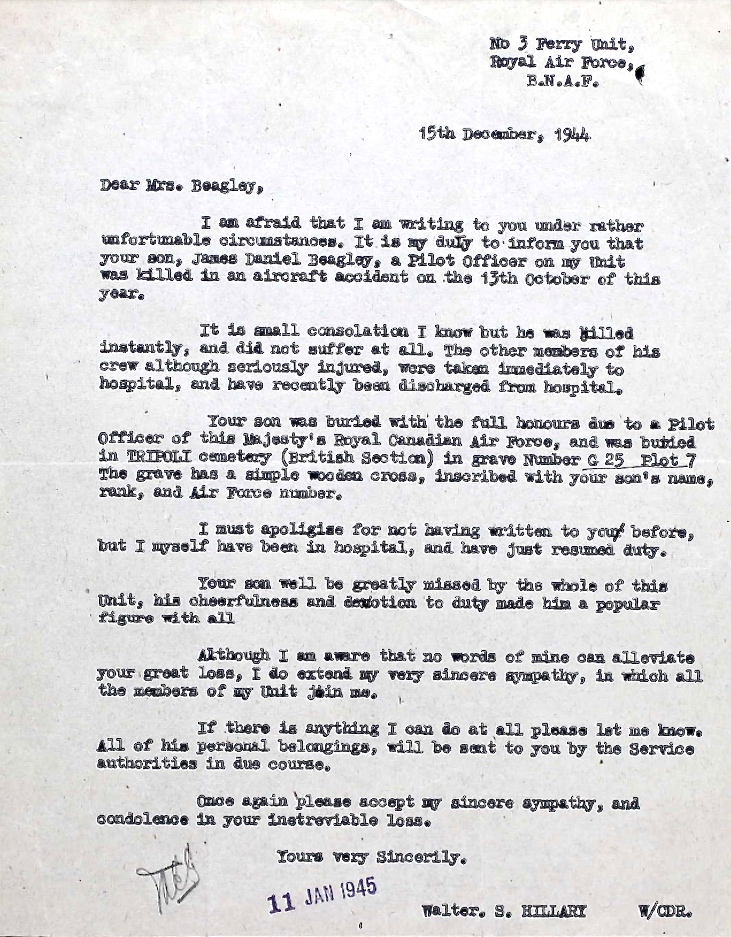 No 3 Ferry Unit,
Royal Air Force,
B.N.A.F.
15th December, 1944
Dear Mrs. Beagley,
I am afraid that I am writing to you under rather
unfortunable circumstances. It is my duly to inform you that
your son, James Daniel Beagley, a Pilot Officer on my Unit
was killed in an aircraft accident on the 13th October of this
year.
It is small consolation I know but he was killed
instantly, and did not suffer at all. The other members of his
crew although seriously injured, were taken immediately to
hospital, and have recently been discharged from hospital.
Your son was buried with the full honours due to a Pilot
Officer of this Majesty's Royal Canadian Air Force, and was buried
in TRIPOLI cemetery (British Section) in grave Number G 25 Plot 7
The grave has a simple wooden cross, inscribed with your son's name,
rank, and Air Force number.
I must apoligise for not having written to you before,
but I myself have been in hospital, and have just resumed duty.
Your son well be greatly missed by the whole of this
Unit, his cheerfulness and devotion to duty made him a popular
figure with all
Although I am aware that no words of mine can alleviate
your great loss, I do extend my very sincere sympathy, in which all
the members of my Unit join me.
If there is anything I can do at all please let me know.
All of his personal belongings, will be sent to you by the Service
authorities in due course.
Once again please accept my sincere sympathy, and
condolence in your inetreviable loss.
Yours very Sincerily.
11 JAN 1945
Walter. S. HILLARY W/CDR.